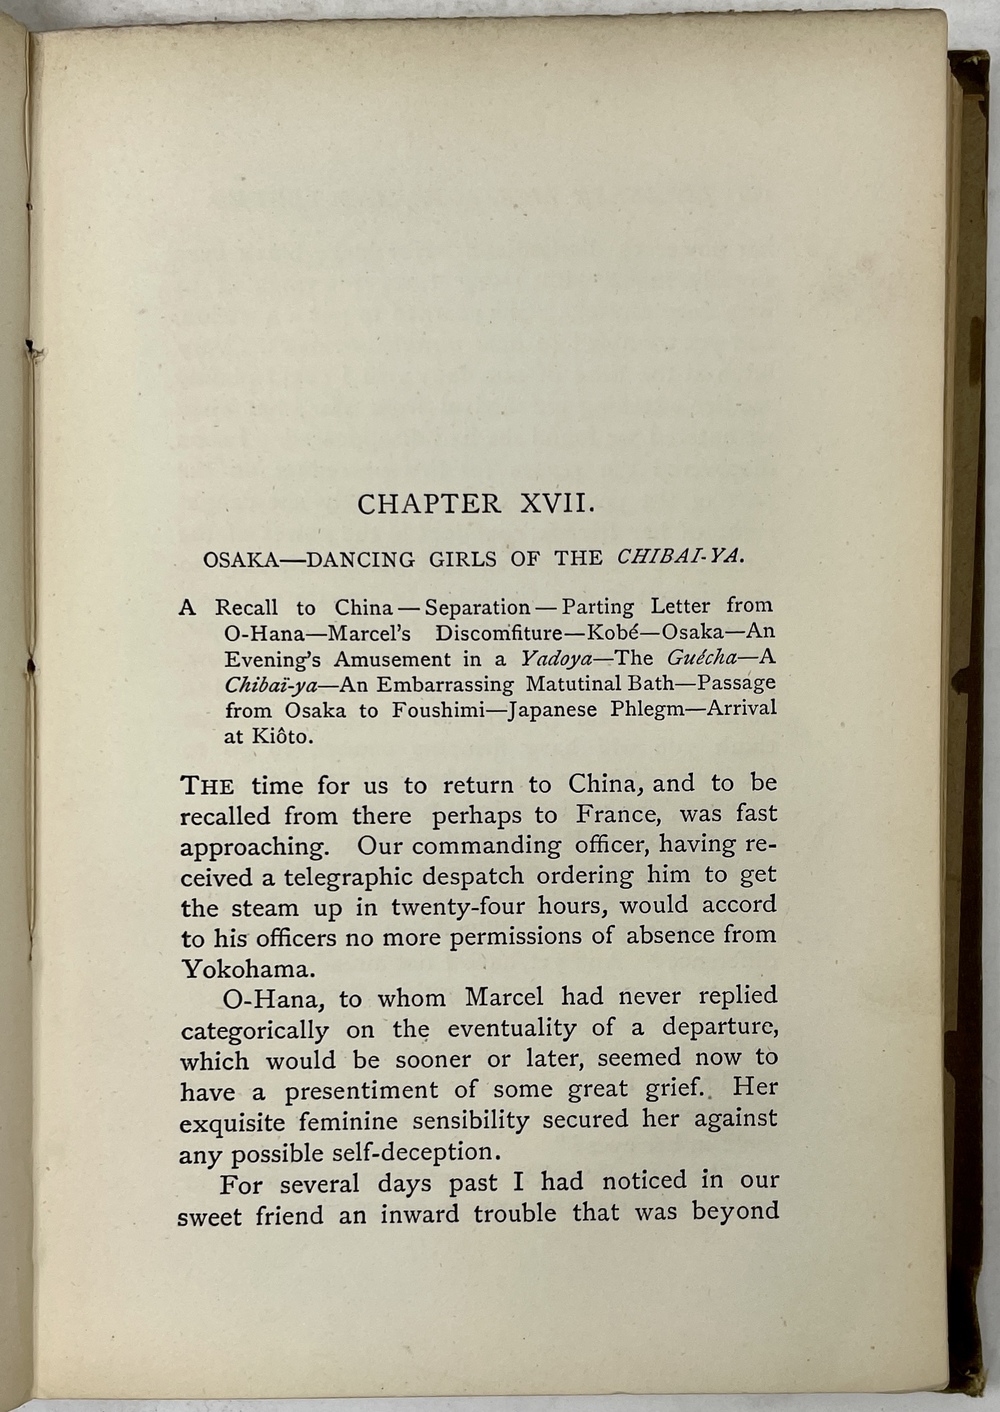 CHAPTER XVII.
OSAKA—DANCING GIRLS OF THE CHIBAI-YA.
A Recall to China—Separation—Parting Letter from
O-Hana—Marcel's Discomfiture—Kobé—Osaka—An
Evening's Amusement in a Yadoya—The Guécha—A
Chibaï-ya—An Embarrassing Matutinal Bath—Passage
from Osaka to Foushimi—Japanese Phlegm—Arrival
at Kiôto.
THE time for us to return to China, and to be
recalled from there perhaps to France, was fast
approaching. Our commanding officer, having re-
ceived a telegraphic despatch ordering him to get
the steam up in twenty-four hours, would accord
to his officers no more permissions of absence from
Yokohama.
O-Hana, to whom Marcel had never replied
categorically on the eventuality of a departure,
which would be sooner or later, seemed now to
have a presentiment of some great grief. Her
exquisite feminine sensibility secured her against
any possible self-deception.
For several days past I had noticed in our
sweet friend an inward trouble that was beyond